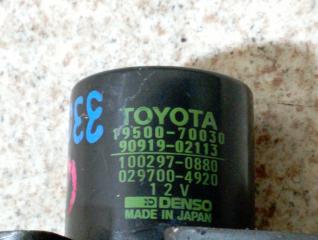 TOYOTA
19500-70030
90919-02113
100297-0880
029700-4920
12V
DENSO
MADE IN JAPAN